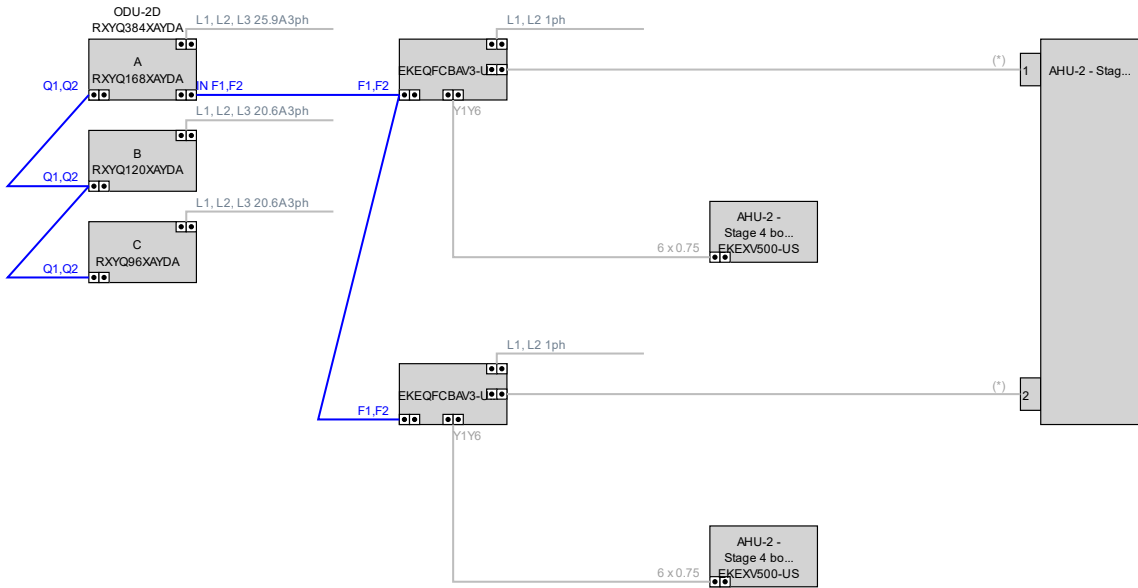 ODU-2D
RXYQ384XAYDA
L1, L2, L3 25.9A3ph
A
RXYQ168XAYDA
Q1,Q2
IN F1,F2
F1,F2
L1, L2 1ph
EKEQFCBAV3-U
Y1Y6
(*)
1
AHU-2 - Stag...
L1, L2, L3 20.6A3ph
B
RXYQ120XAYDA
Q1,Q2
L1, L2, L3 20.6A3ph
C
RXYQ96XAYDA
Q1,Q2
AHU-2 -
Stage 4 bo...
EKEXV500-US
6 x 0.75
L1, L2 1ph
EKEQFCBAV3-U
F1,F2
Y1Y6
(*)
2
AHU-2 -
Stage 4 bo...
EKEXV500-US
6 x 0.75